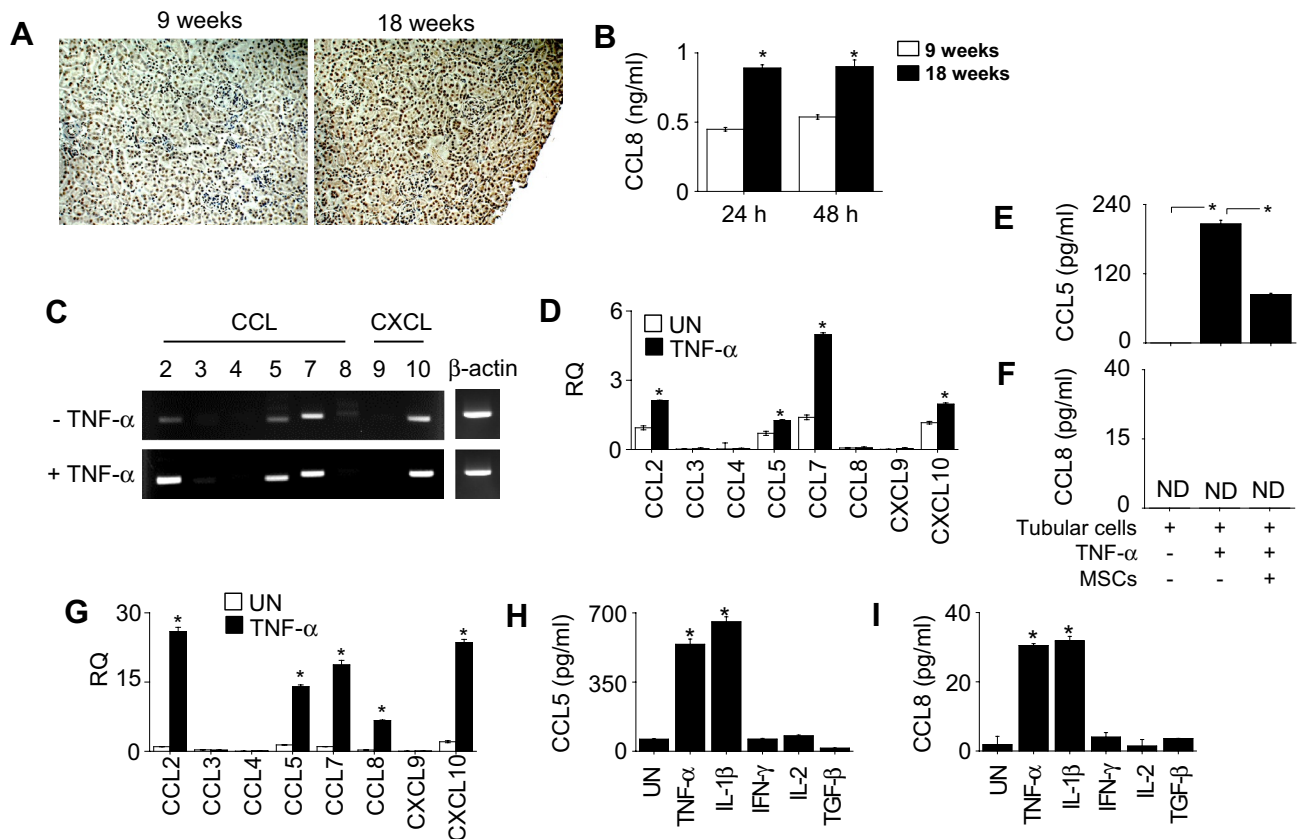 A
9 weeks
18 weeks
B
CCL8 (ng/ml)
1
0.5
0
*
*
24 h
48 h
9 weeks
18 weeks
C
CCL
CXCL
2 3 4 5 7 8 9 10 β-actin
- TNF-α
+ TNF-α
D
UN
TNF-α
RQ
6
3
0
*
*
*
*
CCL2
CCL3
CCL4
CCL5
CCL7
CCL8
CXCL9
CXCL10
E
CCL5 (pg/ml)
240
120
0
*
*
F
CCL8 (pg/ml)
40
15
0
ND ND ND
Tubular cells + + +
TNF-α - + +
MSCs - - +
G
UN
TNF-α
RQ
30
15
0
*
*
*
*
*
CCL2
CCL3
CCL4
CCL5
CCL7
CCL8
CXCL9
CXCL10
H
CCL5 (pg/ml)
700
350
0
*
*
UN
TNF-α
IL-1β
IFN-γ
IL-2
TGF-β
I
CCL8 (pg/ml)
40
20
0
*
*
UN
TNF-α
IL-1β
IFN-γ
IL-2
TGF-β